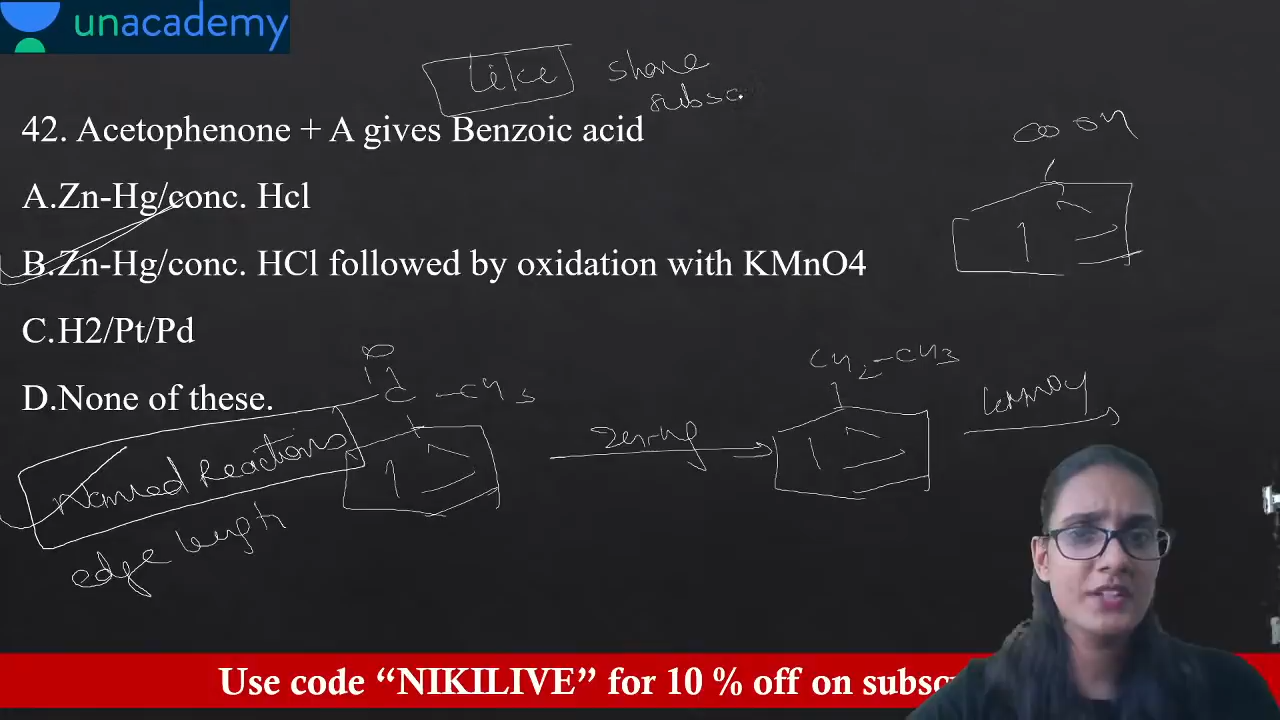 unacademy
Like share
subsc
42. Acetophenone + A gives Benzoic acid
COOH
A.Zn-Hg/conc. Hcl
B.Zn-Hg/conc. HCl followed by oxidation with KMnO4
C.H2/Pt/Pd
O
C-CH3
CH2-CH3
D.None of these.
Zn-Hg
KMnO4
Named Reactions
edge length
Use code “NIKILIVE” for 10 % off on subsc